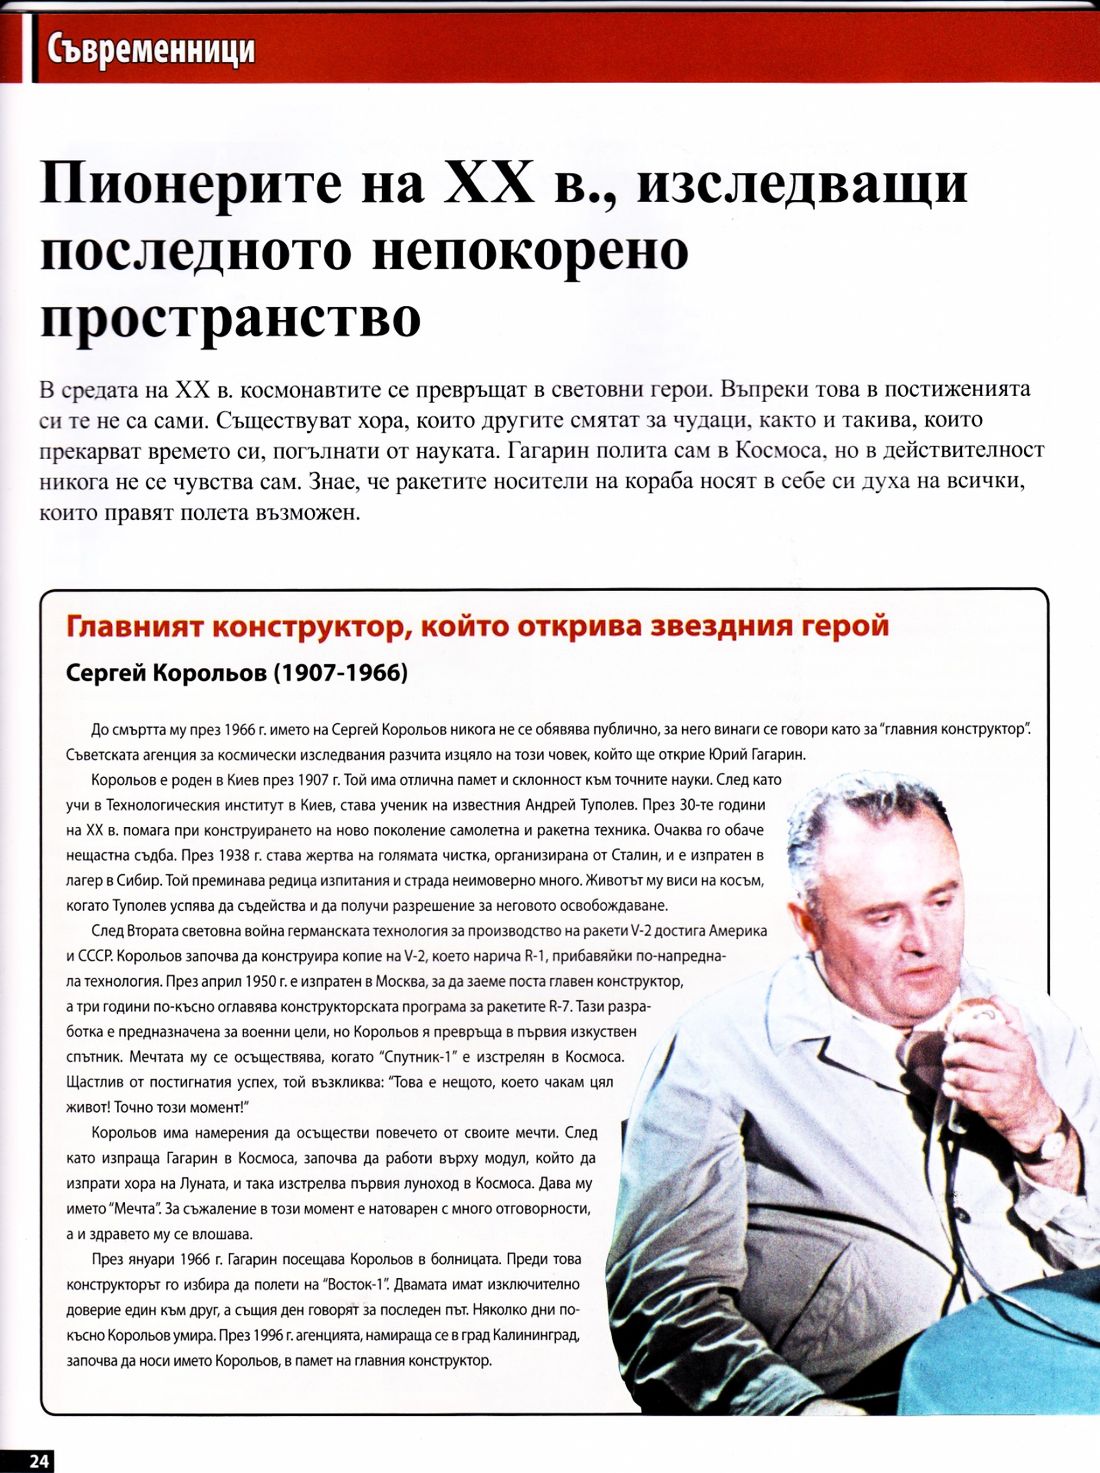 Съвременници
Пионерите на XX в., изследващи
последното непокорено
пространство
В средата на XX в. космонавтите се превръщат в световни герои. Въпреки това в постиженията
си те не са сами. Съществуват хора, които другите смятат за чудаци, както и такива, които
прекарват времето си, погълнати от науката. Гагарин полита сам в Космоса, но в действителност
никога не се чувства сам. Знае, че ракетите носители на кораба носят в себе си духа на всички,
които правят полета възможен.
Главният конструктор, който открива звездния герой
Сергей Корольов (1907-1966)
До смъртта му през 1966 г. името на Сергей Корольов никога не се обявява публично, за него винаги се говори като за “главния конструктор”.
Съветската агенция за космически изследвания разчита изцяло на този човек, който ще открие Юрий Гагарин.
Корольов е роден в Киев през 1907 г. Той има отлична памет и склонност към точните науки. След като
учи в Технологическия институт в Киев, става ученик на известния Андрей Туполев. През 30-те години
на XX в. помага при конструирането на ново поколение самолетна и ракетна техника. Очаква го обаче
нещастна съдба. През 1938 г. става жертва на голямата чистка, организирана от Сталин, и е изпратен в
лагер в Сибир. Той преминава редица изпитания и страда неимоверно много. Животът му виси на косъм,
когато Туполев успява да съдейства и да получи разрешение за неговото освобождаване.
След Втората световна война германската технология за производство на ракети V-2 достига Америка
и СССР. Корольов започва да конструира копие на V-2, което нарича R-1, прибавяйки по-напредна-
ла технология. През април 1950 г. е изпратен в Москва, за да заеме поста главен конструктор,
а три години по-късно оглавява конструкторската програма за ракетите R-7. Тази разра-
ботка е предназначена за военни цели, но Корольов я превръща в първия изкуствен
спътник. Мечтата му се осъществява, когато “Спутник-1” е изстрелян в Космоса.
Щастлив от постигнатия успех, той възкликва: “Това е нещото, което чакам цял
живот! Точно този момент!”
Корольов има намерения да осъществи повечето от своите мечти. След
като изпраща Гагарин в Космоса, започва да работи върху модул, който да
изпрати хора на Луната, и така изстрелва първия луноход в Космоса. Дава му
името “Мечта”. За съжаление в този момент е натоварен с много отговорности,
а и здравето му се влошава.
През януари 1966 г. Гагарин посещава Корольов в болницата. Преди това
конструкторът го избира да полети на “Восток-1”. Двамата имат изключително
доверие един към друг, а същия ден говорят за последен път. Няколко дни по-
късно Корольов умира. През 1996 г. агенцията, намираща се в град Калининград,
започва да носи името Корольов, в памет на главния конструктор.
24